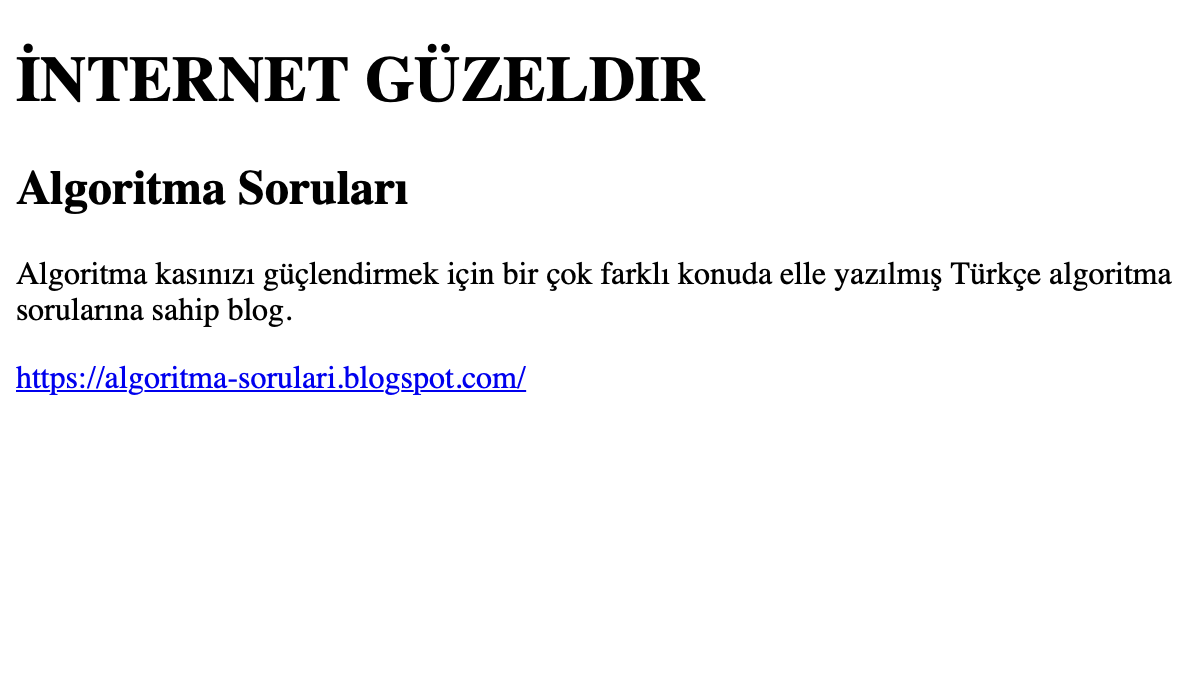 İNTERNET GÜZELDIR
Algoritma Soruları
Algoritma kasınızı güçlendirmek için bir çok farklı konuda elle yazılmış Türkçe algoritma
sorularına sahip blog.
https://algoritma-sorulari.blogspot.com/